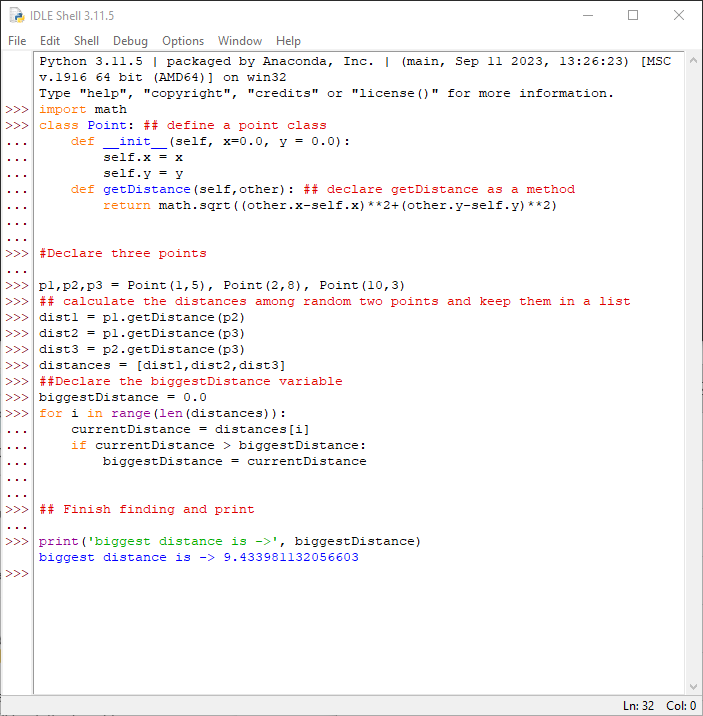 IDLE Shell 3.11.5
File Edit Shell Debug Options Window Help
Python 3.11.5 | packaged by Anaconda, Inc. | (main, Sep 11 2023, 13:26:23) [MSC
v.1916 64 bit (AMD64)] on win32
Type "help", "copyright", "credits" or "license()" for more information.
>>> import math
>>> class Point: ## define a point class
...     def __init__(self, x=0.0, y = 0.0):
...         self.x = x
...         self.y = y
...     def getDistance(self,other): ## declare getDistance as a method
...         return math.sqrt((other.x-self.x)**2+(other.y-self.y)**2)
...
...
>>> #Declare three points
...
>>> p1,p2,p3 = Point(1,5), Point(2,8), Point(10,3)
>>> ## calculate the distances among random two points and keep them in a list
>>> dist1 = p1.getDistance(p2)
>>> dist2 = p1.getDistance(p3)
>>> dist3 = p2.getDistance(p3)
>>> distances = [dist1,dist2,dist3]
>>> ##Declare the biggestDistance variable
>>> biggestDistance = 0.0
>>> for i in range(len(distances)):
...     currentDistance = distances[i]
...     if currentDistance > biggestDistance:
...         biggestDistance = currentDistance
...
...
>>> ## Finish finding and print
...
>>> print('biggest distance is ->', biggestDistance)
biggest distance is -> 9.433981132056603
>>>
Ln: 32 Col: 0